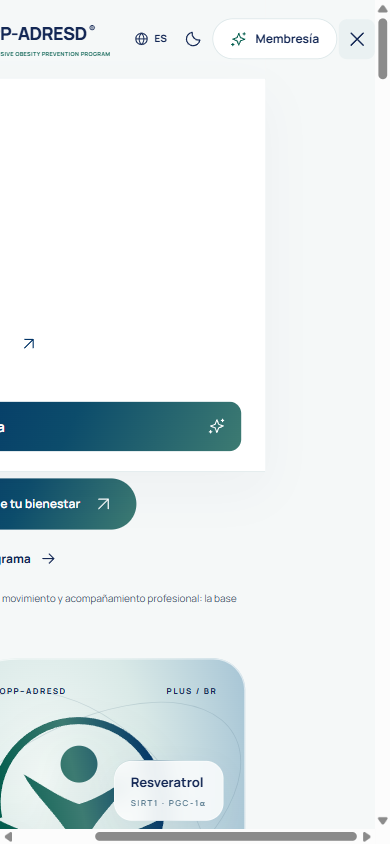 P-ADRESD®
SIVE OBESITY PREVENTION PROGRAM
ES
Membresía
a
e tu bienestar
grama
movimiento y acompañamiento profesional: la base
OPP-ADRESD
PLUS / BR
Resveratrol
SIRT1 · PGC-1α